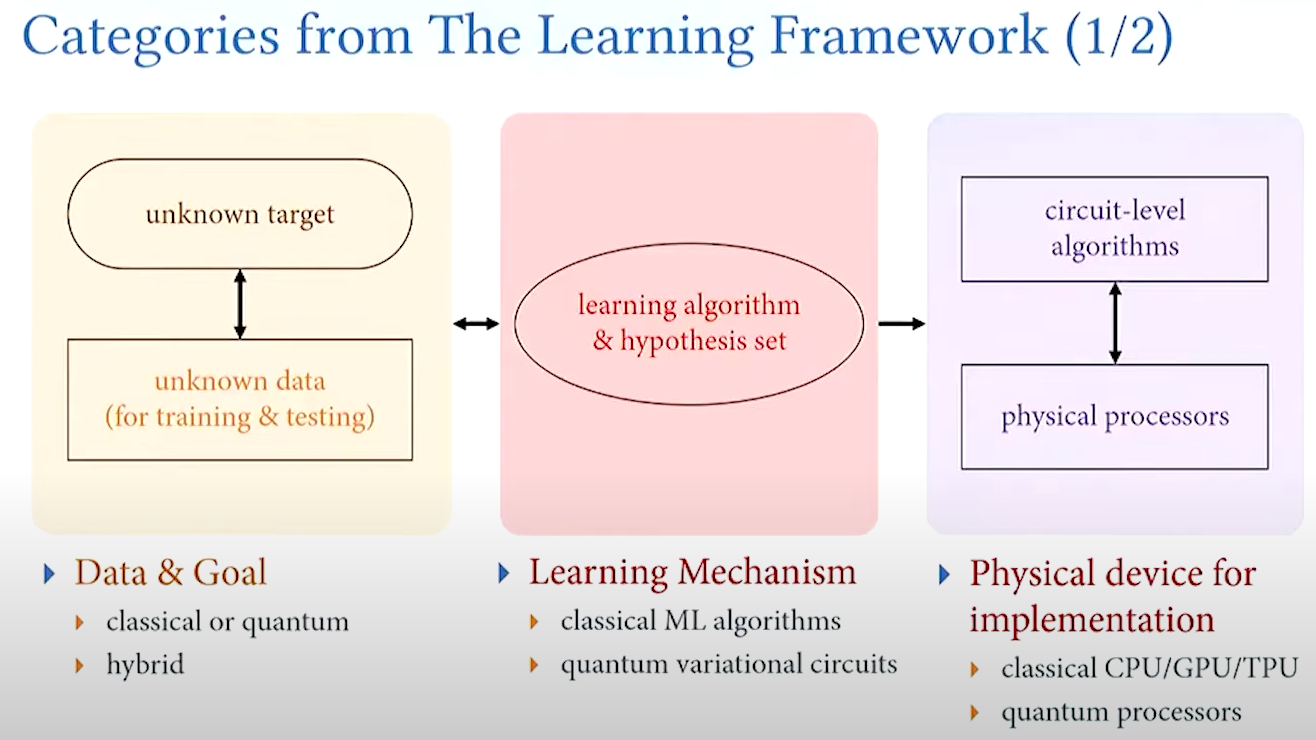 Categories from The Learning Framework (1/2)
unknown target
unknown data
(for training & testing)
learning algorithm
& hypothesis set
circuit-level
algorithms
physical processors
Data & Goal
classical or quantum
hybrid
Learning Mechanism
classical ML algorithms
quantum variational circuits
Physical device for
implementation
classical CPU/GPU/TPU
quantum processors